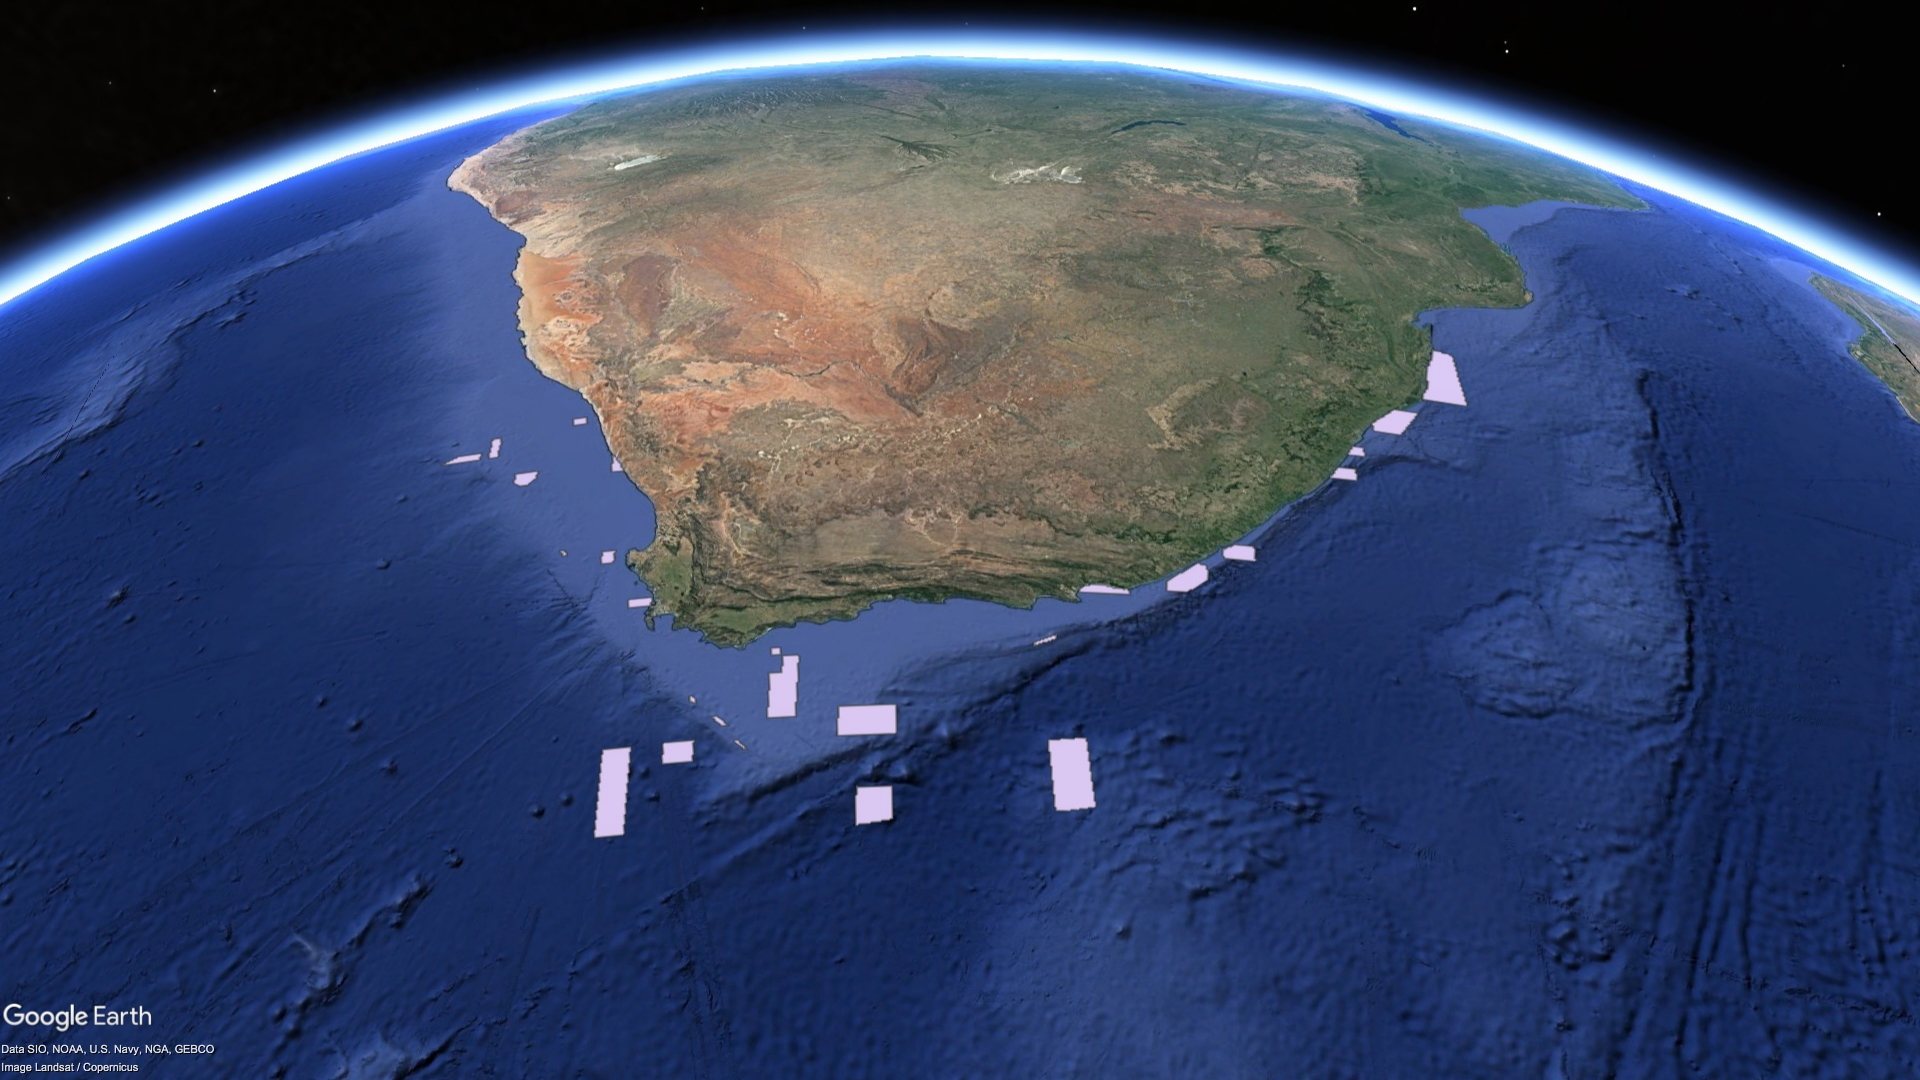 Google Earth
Data SIO, NOAA, U.S. Navy, NGA, GEBCO
Image Landsat / Copernicus